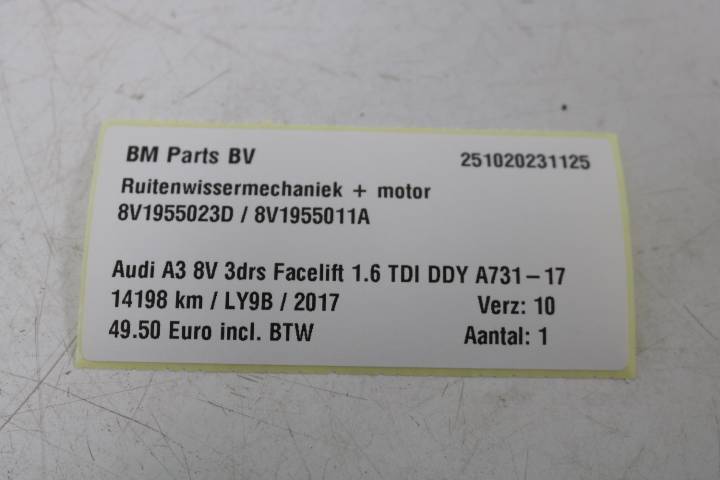 BM Parts BV 251020231125
Ruitenwissermechaniek + motor
8V1955023D / 8V1955011A
Audi A3 8V 3drs Facelift 1.6 TDI DDY A731-17
14198 km / LY9B / 2017 Verz: 10
49.50 Euro incl. BTW Aantal: 1